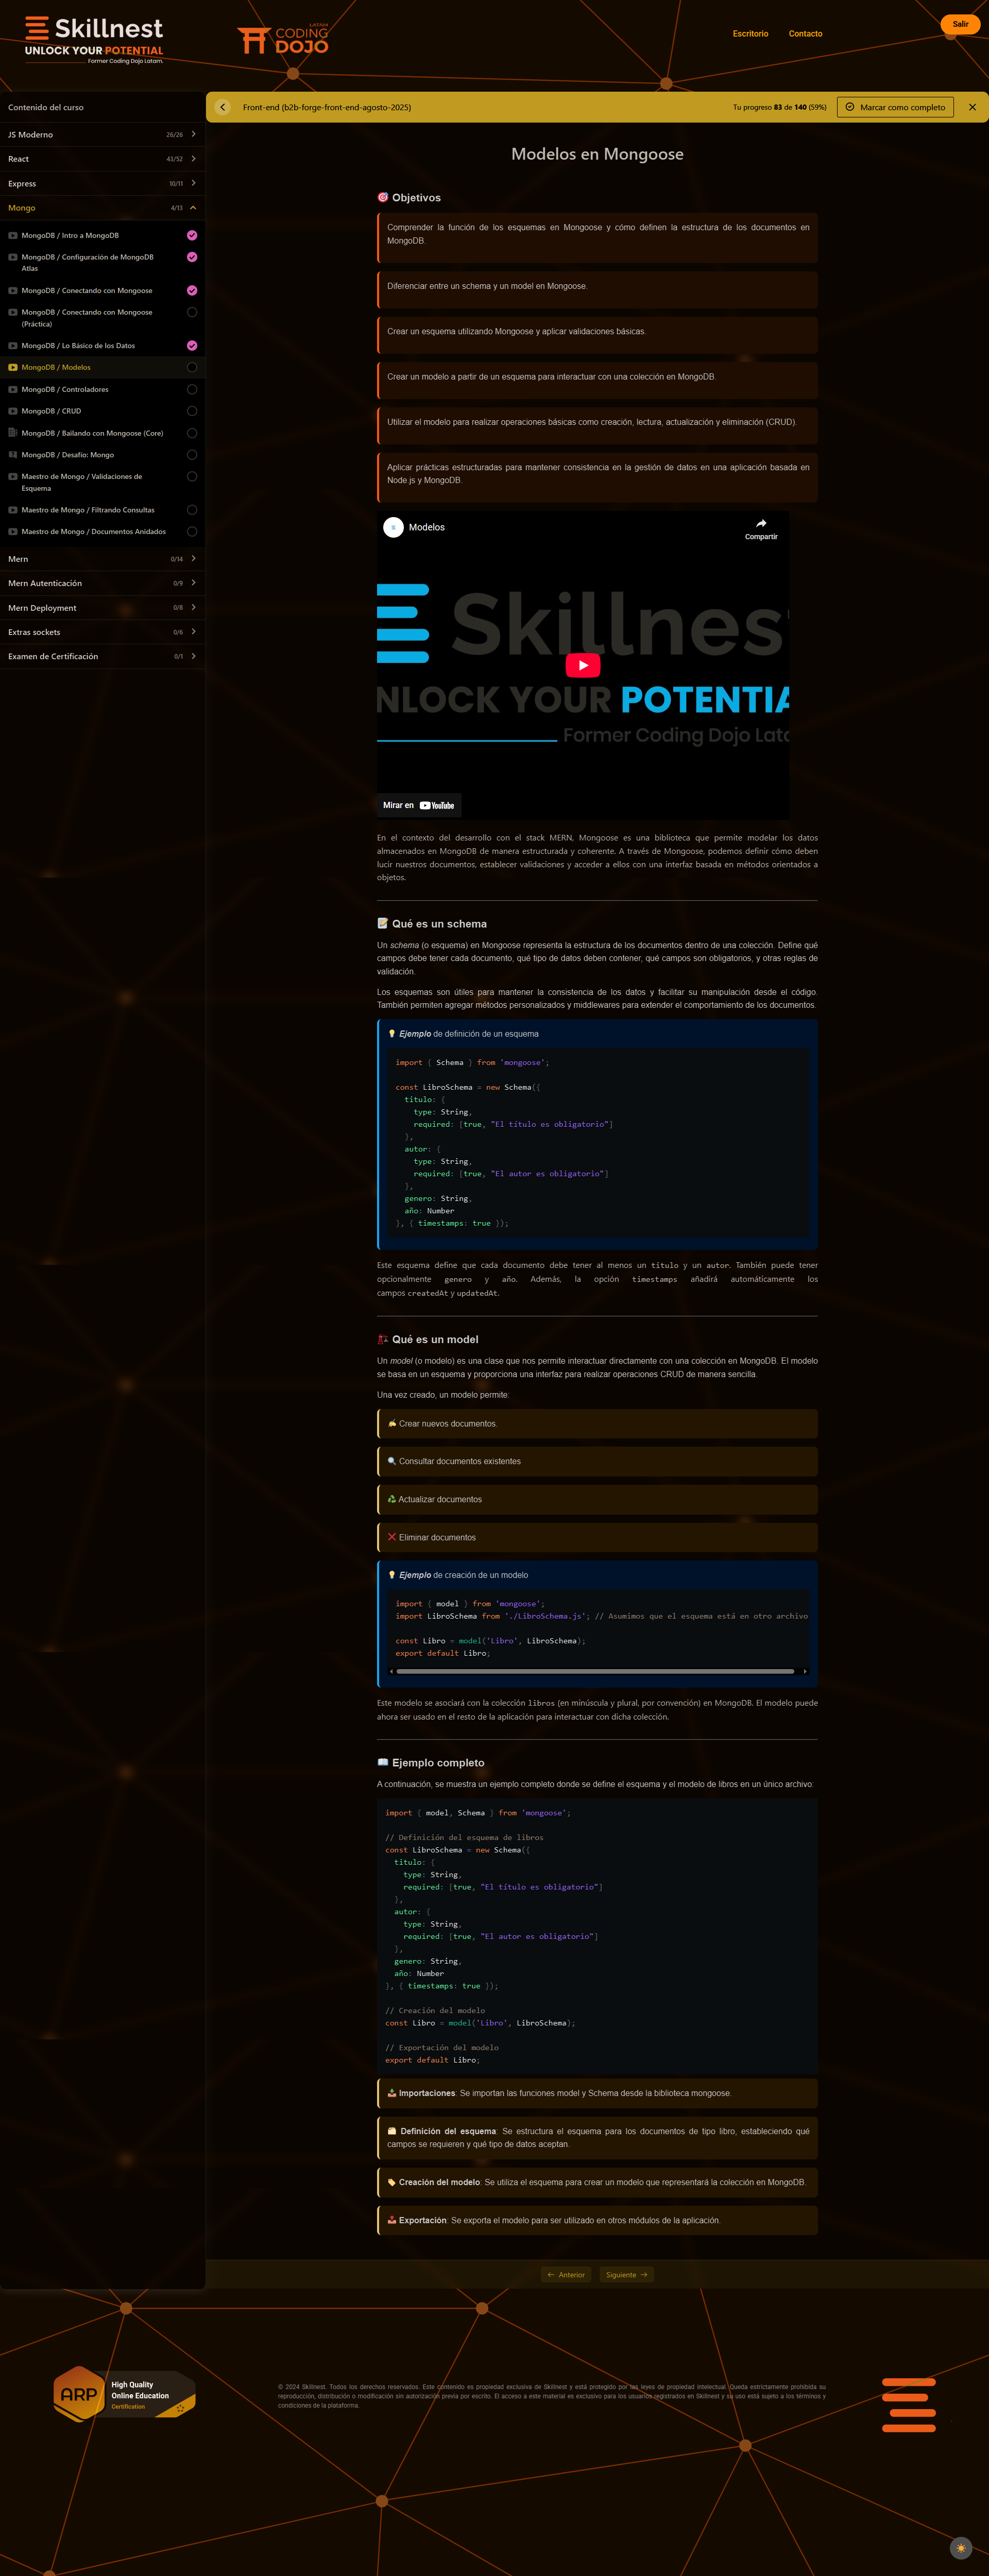 Skillnest
UNLOCK YOUR POTENTIAL
Former Coding Dojo Latam.
LATAM
CODING
DOJO
Escritorio
Contacto
Salir
Contenido del curso
JS Moderno 26/26
React 43/52
Express 10/11
Mongo 4/13
MongoDB / Intro a MongoDB
MongoDB / Configuración de MongoDB
Atlas
MongoDB / Conectando con Mongoose
MongoDB / Conectando con Mongoose
(Práctica)
MongoDB / Lo Básico de los Datos
MongoDB / Modelos
MongoDB / Controladores
MongoDB / CRUD
MongoDB / Bailando con Mongoose (Core)
MongoDB / Desafío: Mongo
Maestro de Mongo / Validaciones de
Esquema
Maestro de Mongo / Filtrando Consultas
Maestro de Mongo / Documentos Anidados
Mern 0/14
Mern Autenticación 0/9
Mern Deployment 0/8
Extras sockets 0/6
Examen de Certificación 0/1
Front-end (b2b-forge-front-end-agosto-2025)
Tu progreso 83 de 140 (59%)
Marcar como completo
Modelos en Mongoose
🎯 Objetivos
Comprender la función de los esquemas en Mongoose y cómo definen la estructura de los documentos en
MongoDB.
Diferenciar entre un schema y un model en Mongoose.
Crear un esquema utilizando Mongoose y aplicar validaciones básicas.
Crear un modelo a partir de un esquema para interactuar con una colección en MongoDB.
Utilizar el modelo para realizar operaciones básicas como creación, lectura, actualización y eliminación (CRUD).
Aplicar prácticas estructuradas para mantener consistencia en la gestión de datos en una aplicación basada en
Node.js y MongoDB.
Modelos
Compartir
Skillnest
UNLOCK YOUR POTENTIA
Former Coding Dojo Lata
Mirar en YouTube
En el contexto del desarrollo con el stack MERN, Mongoose es una biblioteca que permite modelar los datos
almacenados en MongoDB de manera estructurada y coherente. A través de Mongoose, podemos definir cómo deben
lucir nuestros documentos, establecer validaciones y acceder a ellos con una interfaz basada en métodos orientados a
objetos.
📝 Qué es un schema
Un schema (o esquema) en Mongoose representa la estructura de los documentos dentro de una colección. Define qué
campos debe tener cada documento, qué tipo de datos deben contener, qué campos son obligatorios, y otras reglas de
validación.
Los esquemas son útiles para mantener la consistencia de los datos y facilitar su manipulación desde el código.
También permiten agregar métodos personalizados y middlewares para extender el comportamiento de los documentos.
💡 Ejemplo de definición de un esquema
import { Schema } from 'mongoose';
const LibroSchema = new Schema({
titulo: {
type: String,
required: [true, "El título es obligatorio"]
},
autor: {
type: String,
required: [true, "El autor es obligatorio"]
},
genero: String,
año: Number
}, { timestamps: true });
Este esquema define que cada documento debe tener al menos un titulo y un autor. También puede tener
opcionalmente genero y año. Además, la opción timestamps añadirá automáticamente los
campos createdAt y updatedAt.
🏗️ Qué es un model
Un model (o modelo) es una clase que nos permite interactuar directamente con una colección en MongoDB. El modelo
se basa en un esquema y proporciona una interfaz para realizar operaciones CRUD de manera sencilla.
Una vez creado, un modelo permite:
✍️ Crear nuevos documentos.
🔍 Consultar documentos existentes
♻️ Actualizar documentos
❌ Eliminar documentos
💡 Ejemplo de creación de un modelo
import { model } from 'mongoose';
import LibroSchema from './LibroSchema.js'; // Asumimos que el esquema está en otro archivo
const Libro = model('Libro', LibroSchema);
export default Libro;
Este modelo se asociará con la colección libros (en minúscula y plural, por convención) en MongoDB. El modelo puede
ahora ser usado en el resto de la aplicación para interactuar con dicha colección.
📖 Ejemplo completo
A continuación, se muestra un ejemplo completo donde se define el esquema y el modelo de libros en un único archivo:
import { model, Schema } from 'mongoose';
// Definición del esquema de libros
const LibroSchema = new Schema({
titulo: {
type: String,
required: [true, "El título es obligatorio"]
},
autor: {
type: String,
required: [true, "El autor es obligatorio"]
},
genero: String,
año: Number
}, { timestamps: true });
// Creación del modelo
const Libro = model('Libro', LibroSchema);
// Exportación del modelo
export default Libro;
📥 Importaciones: Se importan las funciones model y Schema desde la biblioteca mongoose.
🗂️ Definición del esquema: Se estructura el esquema para los documentos de tipo libro, estableciendo qué
campos se requieren y qué tipo de datos aceptan.
🏷️ Creación del modelo: Se utiliza el esquema para crear un modelo que representará la colección en MongoDB.
📤 Exportación: Se exporta el modelo para ser utilizado en otros módulos de la aplicación.
← Anterior
Siguiente →
ARP
High Quality
Online Education
Certification
© 2024 Skillnest. Todos los derechos reservados. Este contenido es propiedad exclusiva de Skillnest y está protegido por las leyes de propiedad intelectual. Queda estrictamente prohibida su
reproducción, distribución o modificación sin autorización previa por escrito. El acceso a este material es exclusivo para los usuarios registrados en Skillnest y su uso está sujeto a los términos y
condiciones de la plataforma.